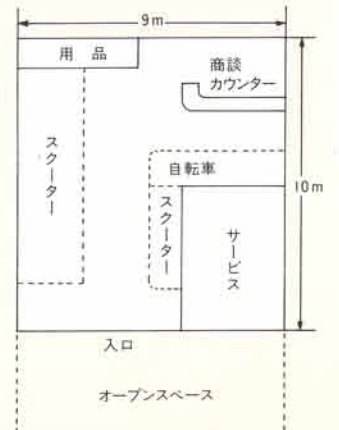 9m
用品
商談
カウンター
スクーター
自転車
10m
スクーター
サービス
入口
オープンスペース